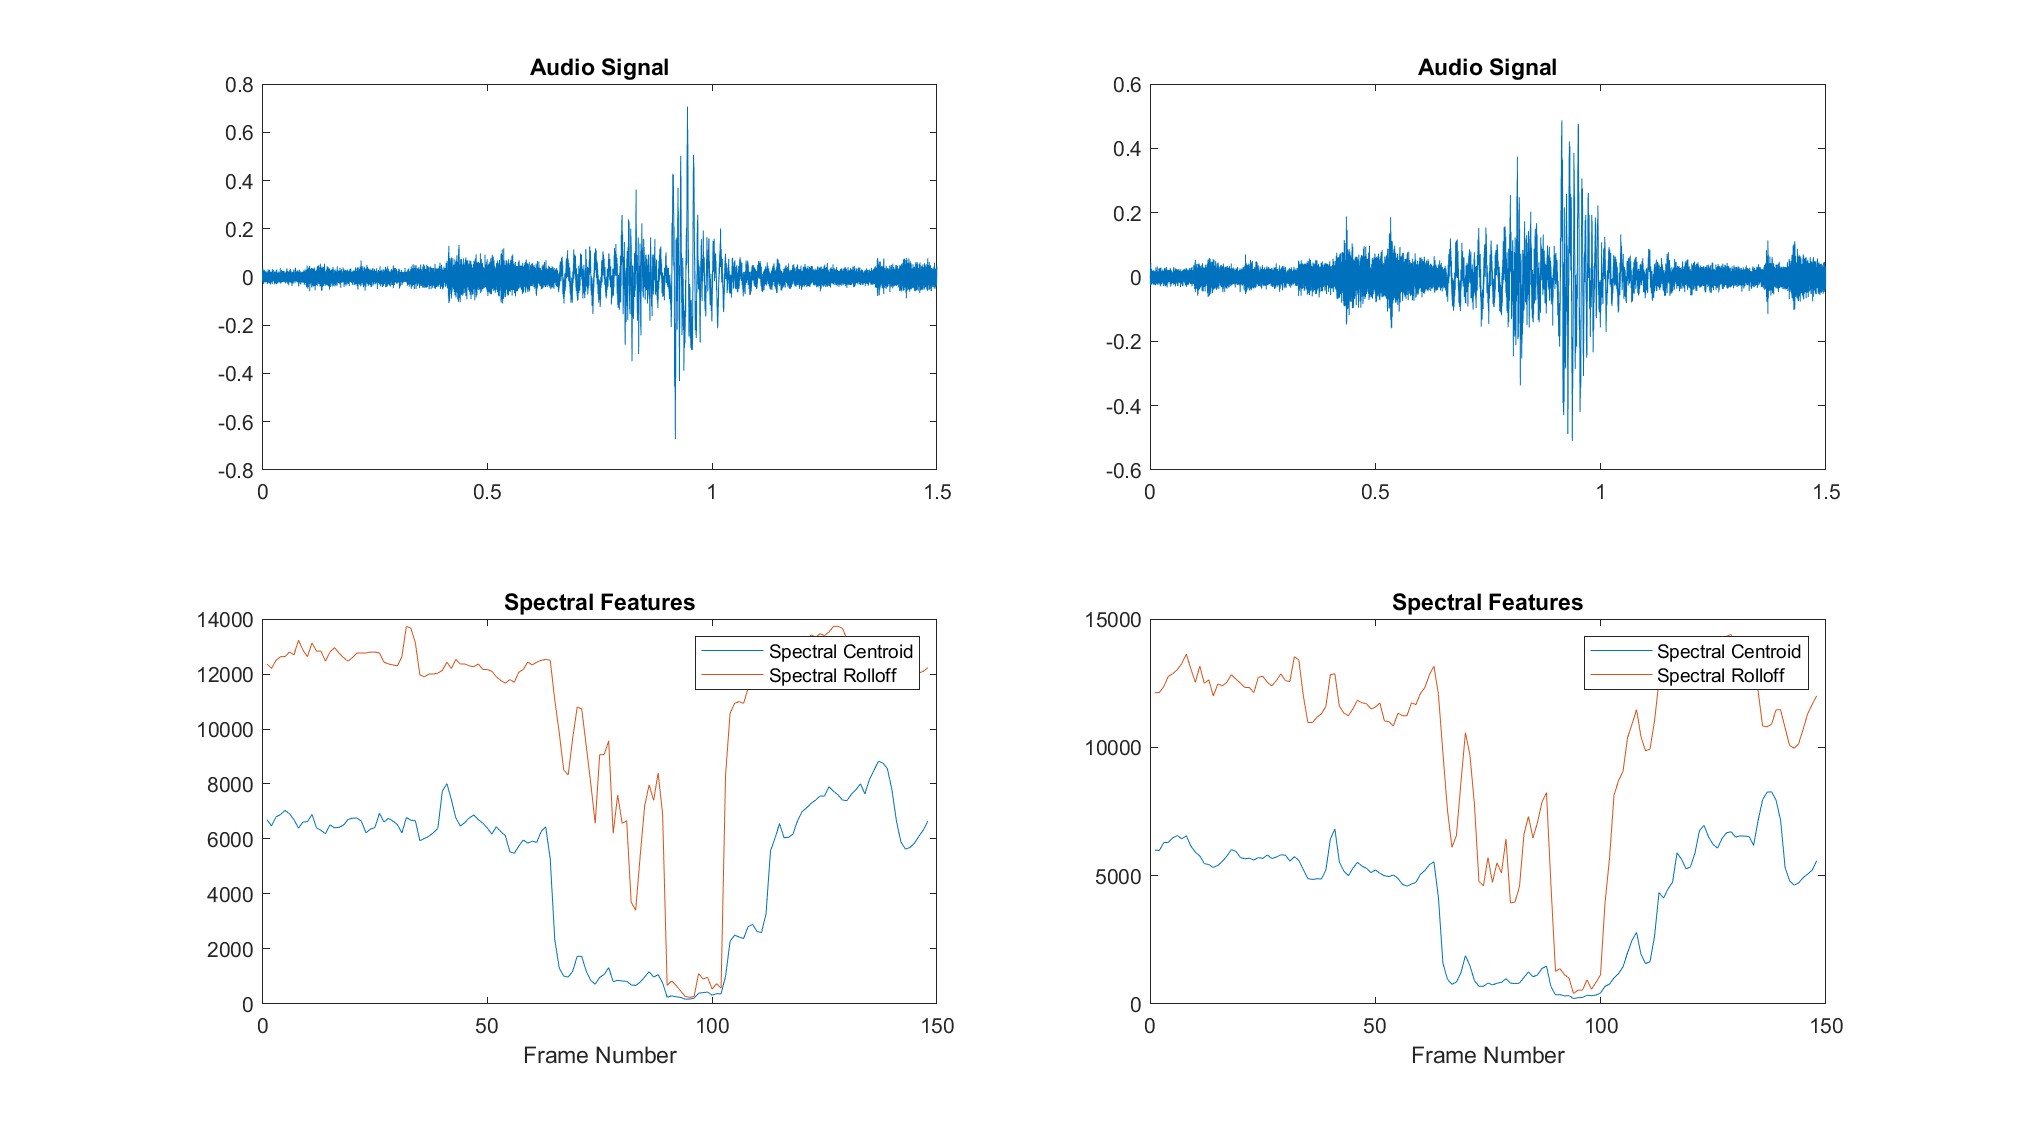 Audio Signal
0.8
0.6
0.4
0.2
0
-0.2
-0.4
-0.6
-0.8
0 0.5 1 1.5
Audio Signal
0.6
0.4
0.2
0
-0.2
-0.4
-0.6
0 0.5 1 1.5
Spectral Features
14000
12000
10000
8000
6000
4000
2000
0
Spectral Centroid
Spectral Rolloff
0 50 100 150
Frame Number
Spectral Features
15000
10000
5000
0
Spectral Centroid
Spectral Rolloff
0 50 100 150
Frame Number